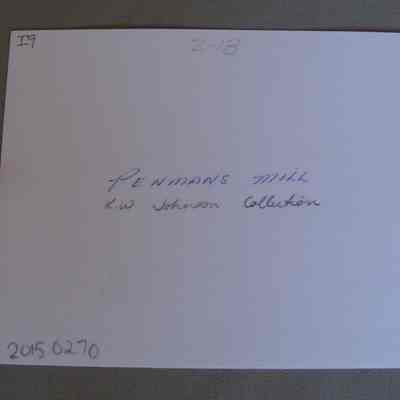 I9
2-18
PENMANS MILL
K.W Johnson Collection
2015.0270